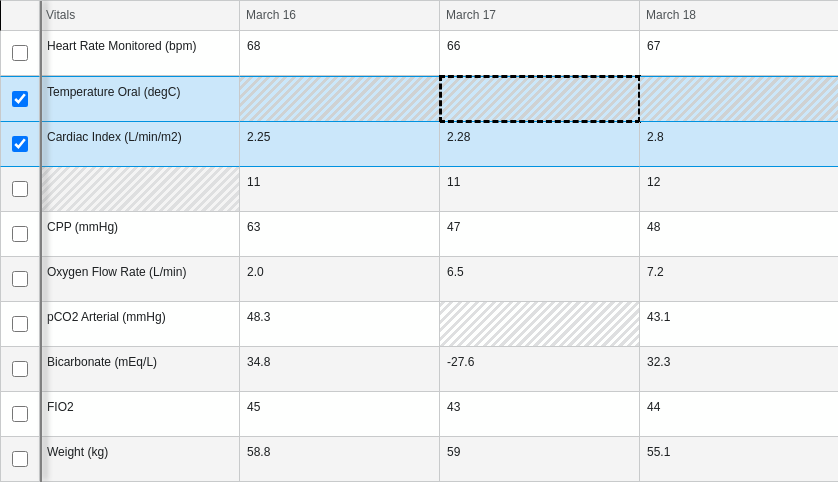 Vitals March 16 March 17 March 18
Heart Rate Monitored (bpm) 68 66 67
Temperature Oral (degC)
Cardiac Index (L/min/m2) 2.25 2.28 2.8
11 11 12
CPP (mmHg) 63 47 48
Oxygen Flow Rate (L/min) 2.0 6.5 7.2
pCO2 Arterial (mmHg) 48.3 43.1
Bicarbonate (mEq/L) 34.8 -27.6 32.3
FIO2 45 43 44
Weight (kg) 58.8 59 55.1